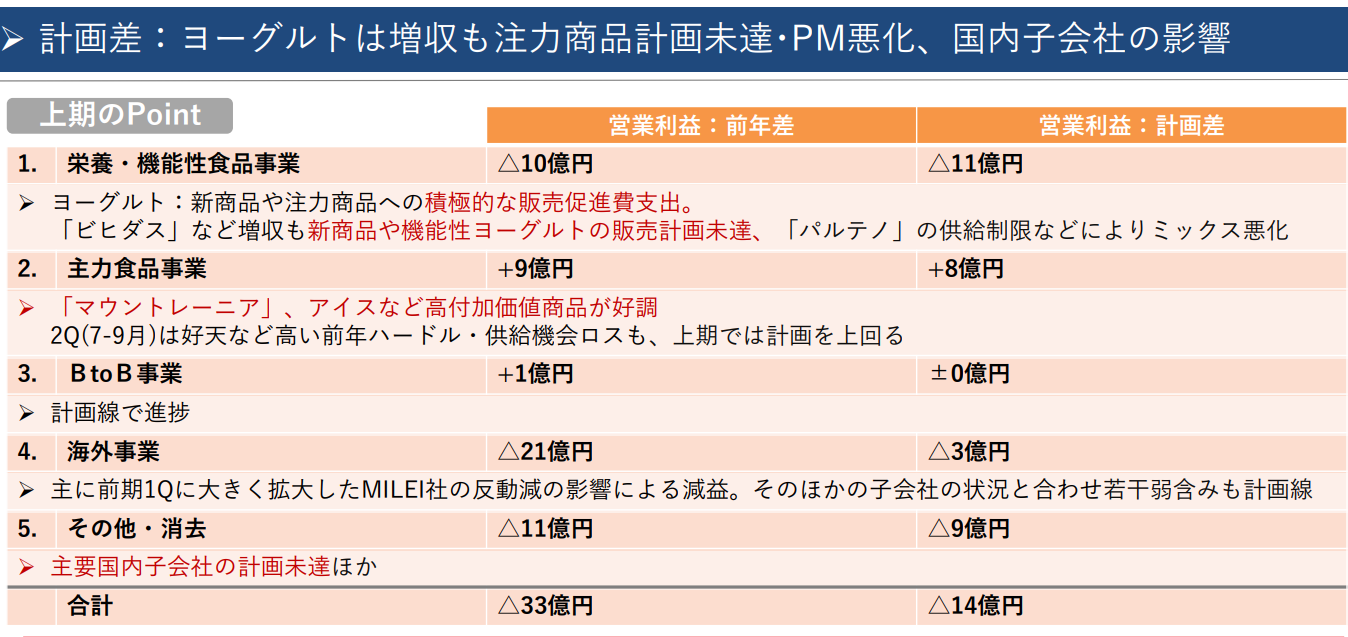 ➢ 計画差：ヨーグルトは増収も注力商品計画未達･PM悪化、国内子会社の影響
上期のPoint
営業利益：前年差 営業利益：計画差
1. 栄養・機能性食品事業 △10億円 △11億円
➢ ヨーグルト：新商品や注力商品への積極的な販売促進費支出。
「ビヒダス」など増収も新商品や機能性ヨーグルトの販売計画未達、「パルテノ」の供給制限などによりミックス悪化
2. 主力食品事業 +9億円 +8億円
➢ 「マウントレーニア」、アイスなど高付加価値商品が好調
2Q(7-9月)は好天など高い前年ハードル・供給機会ロスも、上期では計画を上回る
3. ＢtoＢ事業 +1億円 ±0億円
➢ 計画線で進捗
4. 海外事業 △21億円 △3億円
➢ 主に前期1Qに大きく拡大したMILEI社の反動減の影響による減益。そのほかの子会社の状況と合わせ若干弱含みも計画線
5. その他・消去 △11億円 △9億円
➢ 主要国内子会社の計画未達ほか
合計 △33億円 △14億円